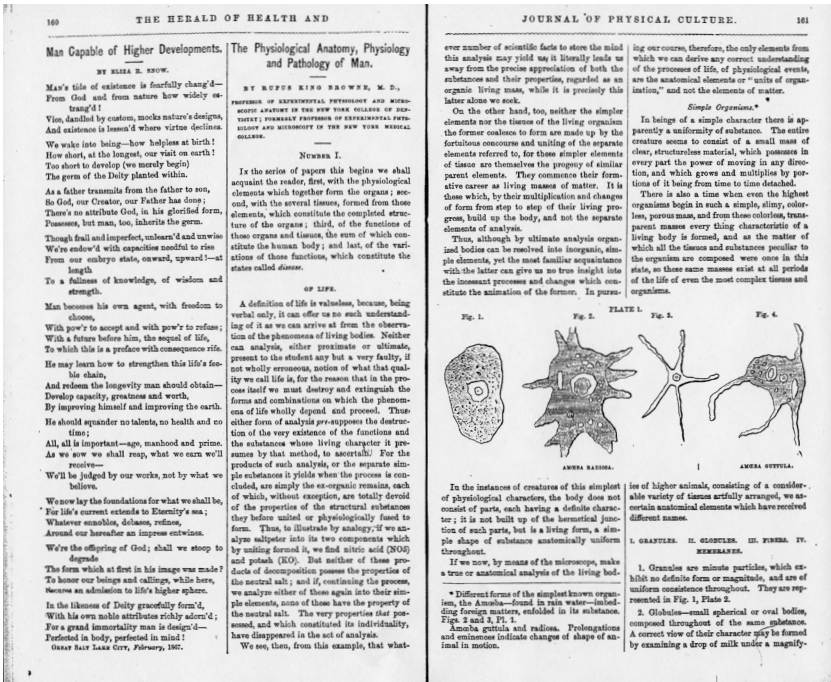 160
THE HERALD OF HEALTH AND
Man Capable of Higher Developments.
BY ELIZA R. SNOW.
MAN'S tide of existence is fearfully chang'd—
From God and from nature how widely es-
trang'd!
Vice, dandled by custom, mocks nature's designs,
And existence is lessen'd where virtue declines.
We wake into being—how helpless at birth!
How short, at the longest, our visit on earth!
Too short to develop (we merely begin)
The germ of the Deity planted within.
As a father transmits from the father to son,
So God, our Creator, our Father has done;
There's no attribute God, in his glorified form,
Possesses, but man, too, inherits the germ.
Though frail and imperfect, unlearn'd and unwise
We're endow'd with capacities needful to rise
From our embryo state, onward, upward!—at
length
To a fullness of knowledge, of wisdom and
strength.
Man becomes his own agent, with freedom to
choose,
With pow'r to accept and with pow'r to refuse;
With a future before him, the sequel of life,
To which this is a preface with consequence rife.
He may learn how to strengthen this life's fee-
ble chain,
And redeem the longevity man should obtain—
Develop capacity, greatness and worth,
By improving himself and improving the earth.
He should squander no talents, no health and no
time;
All, all is important—age, manhood and prime.
As we sow we shall reap, what we earn we'll
receive—
We'll be judged by our works, not by what we
believe.
We now lay the foundations for what we shall be,
For life's current extends to Eternity's sea;
Whatever ennobles, debases, refines,
Around our hereafter an impress entwines.
We're the offspring of God; shall we stoop to
degrade
The form which at first in his image was made?
To honor our beings and callings, while here,
Secures an admission to life's higher sphere.
In the likeness of Deity gracefully form'd,
With his own noble attributes richly adorn'd;
For a grand immortality man is design'd—
Perfected in body, perfected in mind!
GREAT SALT LAKE CITY, February, 1867.
The Physiological Anatomy, Physiology
and Pathology of Man.
BY RUFUS KING BROWNE, M. D.,
PROFESSOR OF EXPERIMENTAL PHYSIOLOGY AND MICRO-
SCOPIC ANATOMY IN THE NEW YORK COLLEGE OF DEN-
TISTRY; FORMERLY PROFESSOR OF EXPERIMENTAL PHYS-
IOLOGY AND MICROSCOPY IN THE NEW YORK MEDICAL
COLLEGE.
NUMBER I.
IN the series of papers this begins we shall
acquaint the reader, first, with the physiological
elements which together form the organs; sec-
ond, with the several tissues, formed from those
elements, which constitute the completed struc-
ture of the organs; third, of the functions of
these organs and tissues, the sum of which con-
stitute the human body; and last, of the vari-
ations of those functions, which constitute the
states called disease.
OF LIFE.
A definition of life is valueless, because, being
verbal only, it can offer us no such understand-
ing of it as we can arrive at from the observa-
tion of the phenomena of living bodies. Neither
can analysis, either proximate or ultimate,
present to the student any but a very faulty, if
not wholly erroneous, notion of what that qual-
ity we call life is, for the reason that in the pro-
cess itself we must destroy and extinguish the
forms and combinations on which the phenom-
ena of life wholly depend and proceed. Thus
either form of analysis pre-supposes the destruc-
tion of the very existence of the functions and
the substances whose living character it pre-
sumes by that method, to ascertain. For the
products of such analysis, or the separate sim-
ple substances it yields when the process is con-
cluded, are simply the ex-organic remains, each
of which, without exception, are totally devoid
of the properties of the structural substances
they before united or physiologically fused to
form. Thus, to illustrate by analogy, if we an-
alyze saltpeter into its two components which
by uniting formed it, we find nitric acid (NO5)
and potash (KO). But neither of these pro-
ducts of decomposition possess the properties of
the neutral salt; and if, continuing the process,
we analyze either of these again into their sim-
ple elements, none of these have the property of
the neutral salt. The very properties that pos-
sessed, and which constituted its individuality,
have disappeared in the act of analysis.
We see, then, from this example, that what-
JOURNAL OF PHYSICAL CULTURE.
161
ever number of scientific facts to store the mind
this analysis may yield us, it literally leads us
away from the precise appreciation of both the
substances and their properties, regarded as an
organic living mass, while it is precisely this
latter alone we seek.
On the other hand, too, neither the simpler
elements nor the tissues of the living organism
the former coalesce to form are made up by the
fortuitous concourse and uniting of the separate
elements referred to, for these simpler elements
of tissue are themselves the progeny of similar
parent elements. They commence their form-
ative career as living masses of matter. It is
these which, by their multiplication and changes
of form from step to step of their living pro-
gress, build up the body, and not the separate
elements of analysis.
Thus, although by ultimate analysis organ-
ized bodies can be resolved into inorganic, sim-
ple elements, yet the most familiar acquaintance
with the latter can give us no true insight into
the incessant processes and changes which con-
stitute the animation of the former. In pursu-
ing our course, therefore, the only elements from
which we can derive any correct understanding
of the processes of life, of physiological events,
are the anatomical elements or "units of organ-
ization," and not the elements of matter.
Simple Organisms.*
In beings of a simple character there is ap-
parently a uniformity of substance. The entire
creature seems to consist of a small mass of
clear, structureless material, which possesses in
every part the power of moving in any direc-
tion, and which grows and multiplies by por-
tions of it being from time to time detached.
There is also a time when even the highest
organisms begin in such a simple, slimy, color-
less, porous mass, and from these colorless, trans-
parent masses every thing characteristic of a
living body is formed, and as the matter of
which all the tissues and substances peculiar to
the organism are composed were once in this
state, so these same masses exist at all periods
of the life of even the most complex tissues and
organisms.
PLATE 1.
Fig. 1.
Fig. 2.
Fig. 3.
Fig. 4.
AMŒBA RADIOSA.
AMŒBA GUTTULA.
In the instances of creatures of this simplest
of physiological characters, the body does not
consist of parts, each having a definite charac-
ter; it is not built up of the hermetical junc-
tion of such parts, but is a living form, a sim-
ple shape of substance anatomically uniform
throughout.
If we now, by means of the microscope, make
a true or anatomical analysis of the living bod-
* Different forms of the simplest known organ-
ism, the Amœba—found in rain water—imbed-
ding foreign matters, enfolded in its substance.
Figs. 2 and 3, Pl. 1.
Amœba guttula and radiosa. Prolongations
and eminences indicate changes of shape of an-
imal in motion.
ies of higher animals, consisting of a consider-
able variety of tissues artfully arranged, we as-
certain anatomical elements which have received
different names.
I. GRANULES. II. GLOBULES. III. FIBERS. IV.
MEMBRANES.
1. Granules are minute particles, which ex-
hibit no definite form or magnitude, and are of
uniform consistence throughout. They are rep-
resented in Fig. 1, Plate 2.
2. Globules—small spherical or oval bodies,
composed throughout of the same substance.
A correct view of their character may be formed
by examining a drop of milk under a magnify-